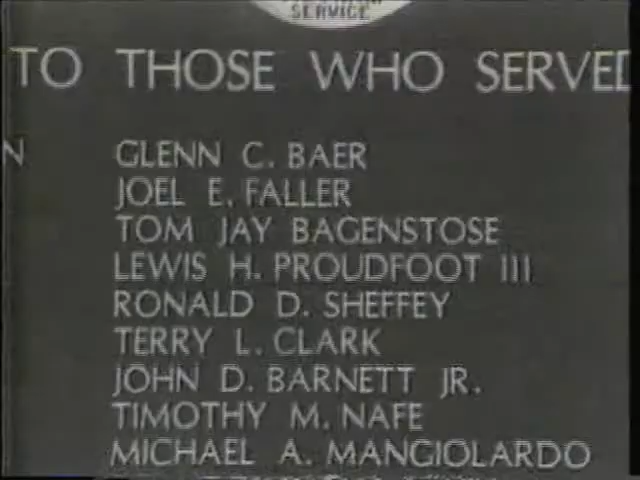 SERVICE
TO THOSE WHO SERVED
N
GLENN C. BAER
JOEL E. FALLER
TOM JAY BAGENSTOSE
LEWIS H. PROUDFOOT III
RONALD D. SHEFFEY
TERRY L. CLARK
JOHN D. BARNETT JR.
TIMOTHY M. NAFE
MICHAEL A. MANGIOLARDO